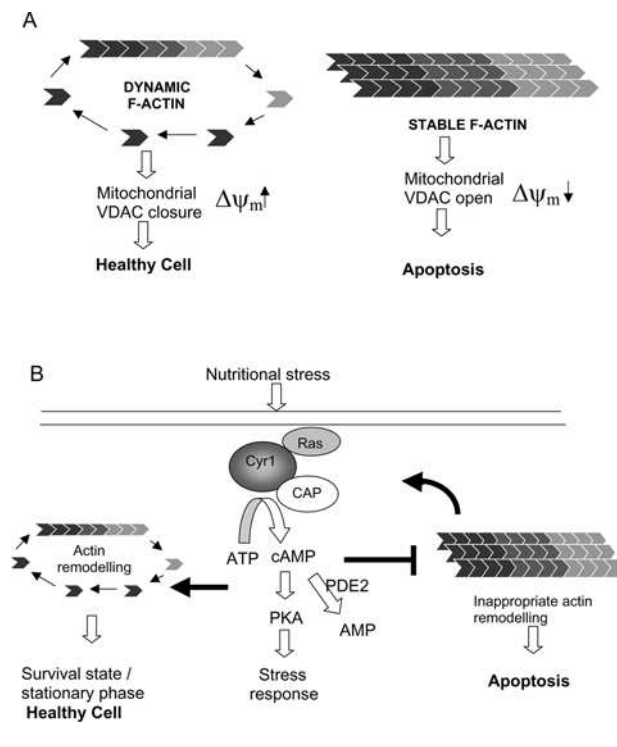 A
DYNAMIC
F-ACTIN
Mitochondrial
VDAC closure
Δψm
Healthy Cell
STABLE F-ACTIN
Mitochondrial
VDAC open
Δψm
Apoptosis
B
Nutritional stress
Ras
Cyr1
CAP
ATP
cAMP
PDE2
PKA
AMP
Stress
response
Actin
remodelling
Survival state /
stationary phase
Healthy Cell
Inappropriate actin
remodelling
Apoptosis